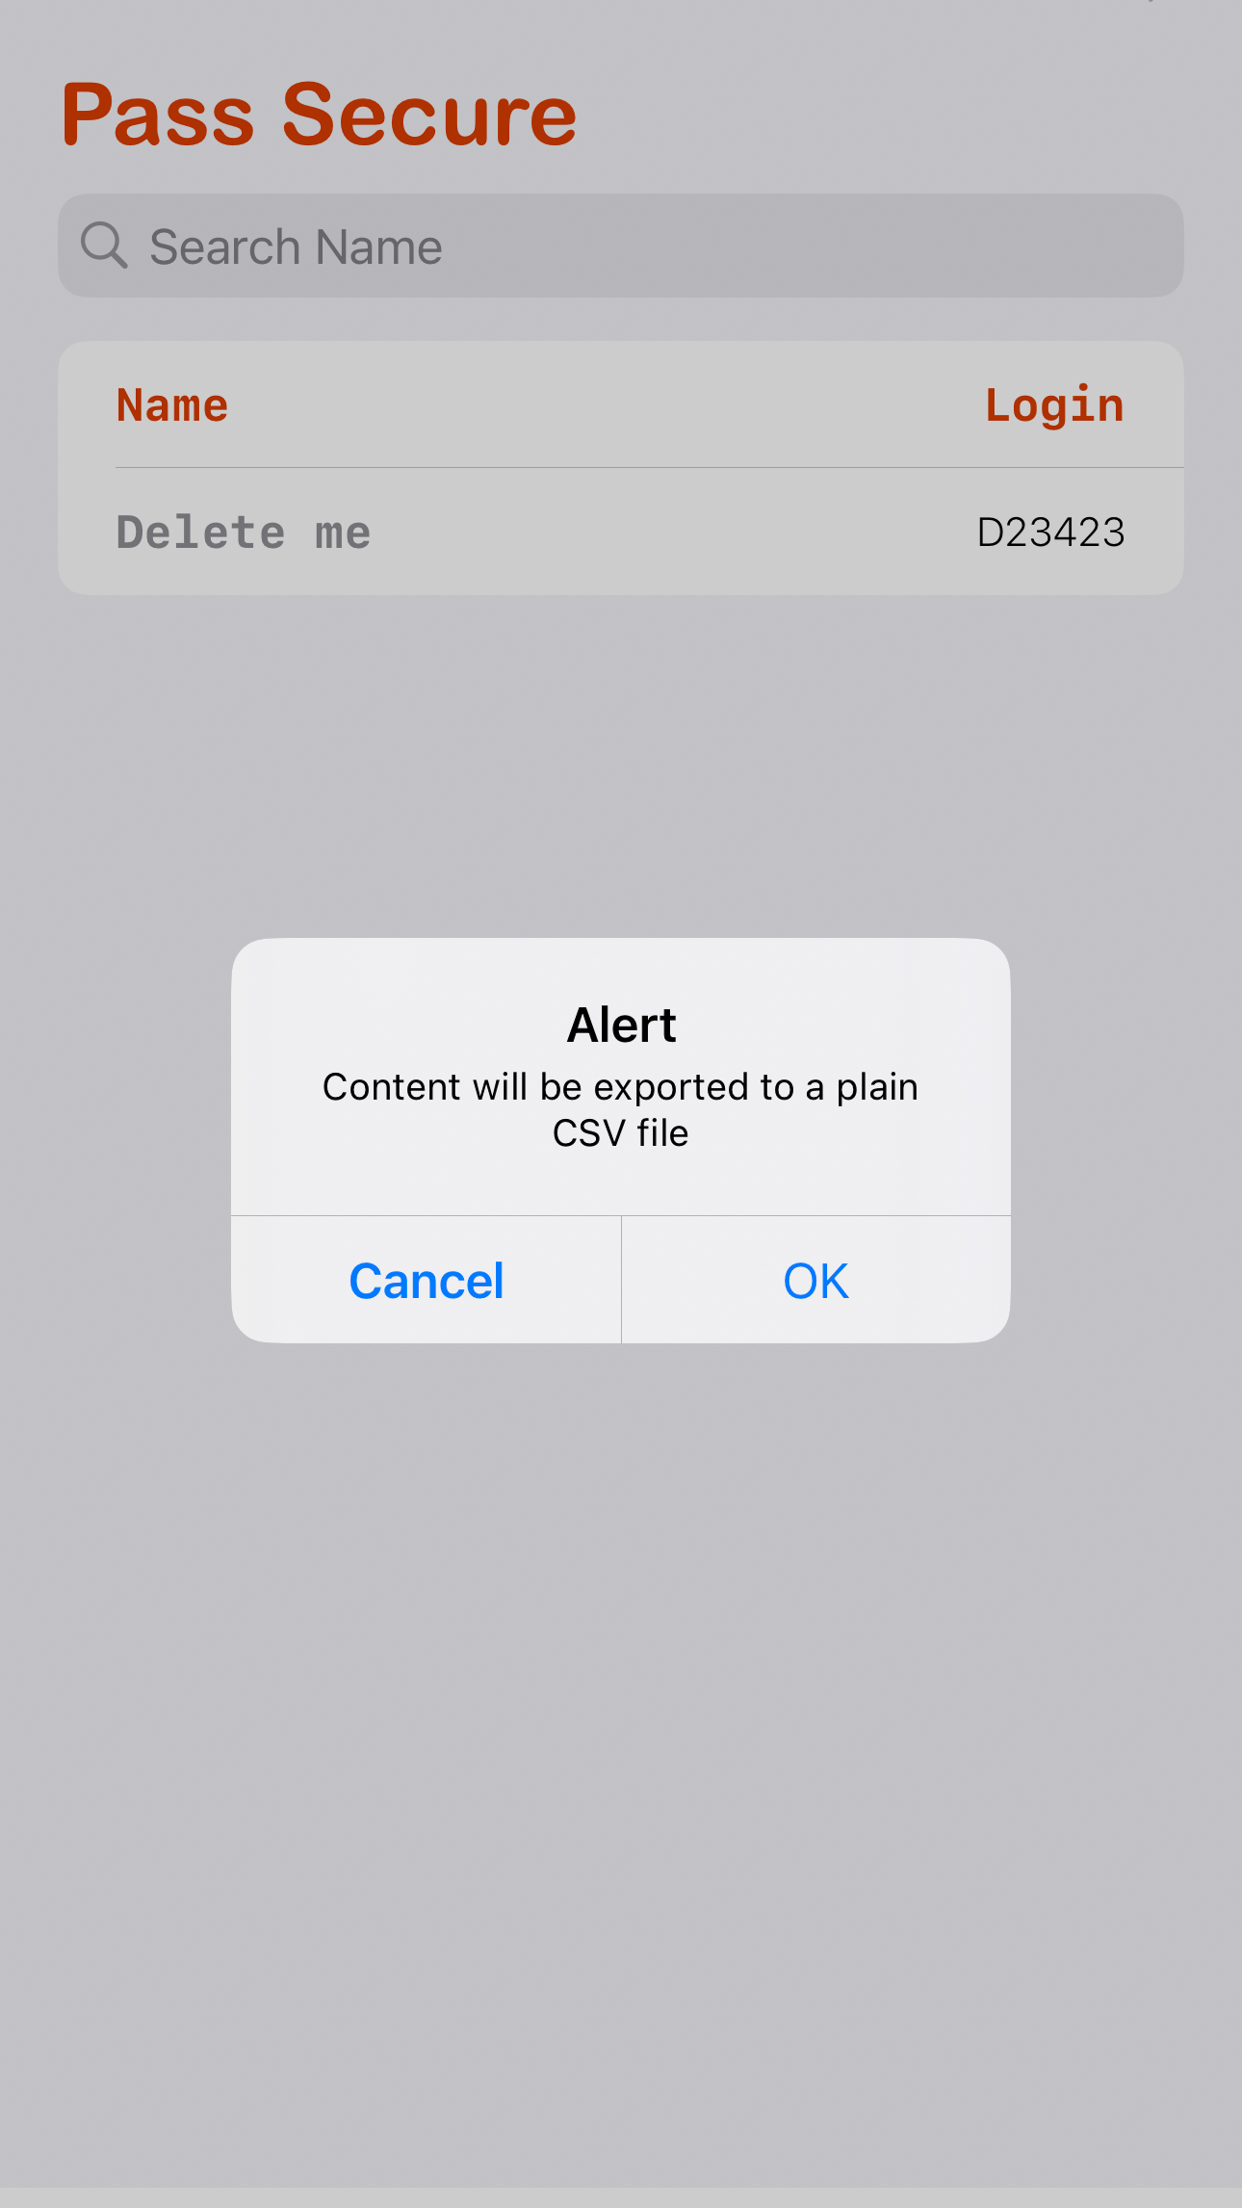 Pass Secure
Search Name
Name Login
Delete me D23423
Alert
Content will be exported to a plain
CSV file
Cancel OK